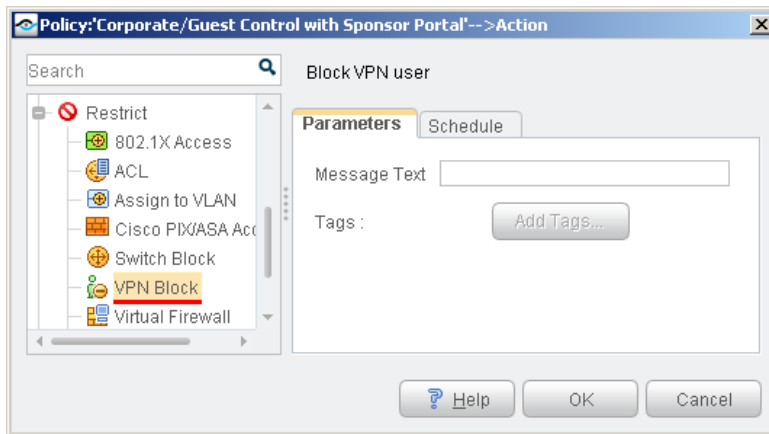 Policy:'Corporate/Guest Control with Sponsor Portal'-->Action
Search
Block VPN user
Restrict
802.1X Access
ACL
Assign to VLAN
Cisco PIX/ASA Acc
Switch Block
VPN Block
Virtual Firewall
Parameters
Schedule
Message Text
Tags :
Add Tags...
Help
OK
Cancel